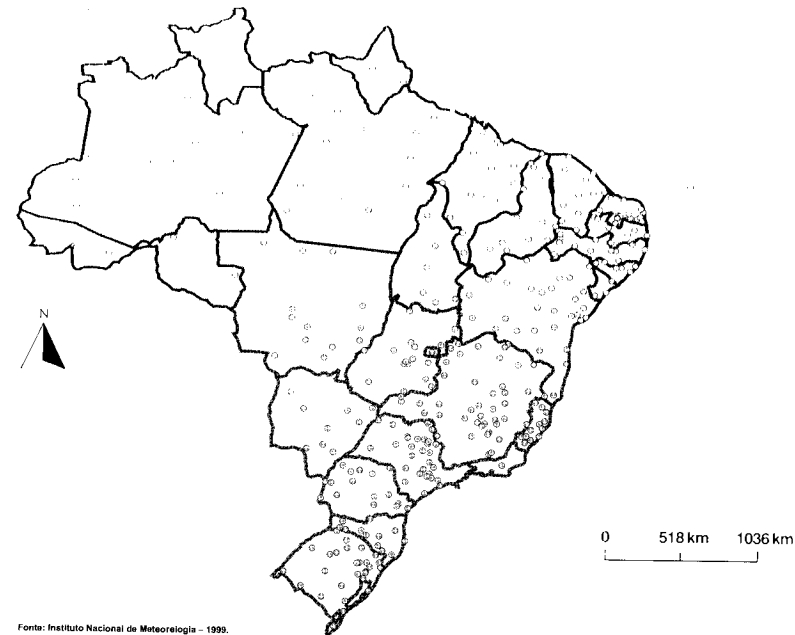 N
0 518 km 1036 km
Fonte: Instituto Nacional de Meteorologia – 1999.